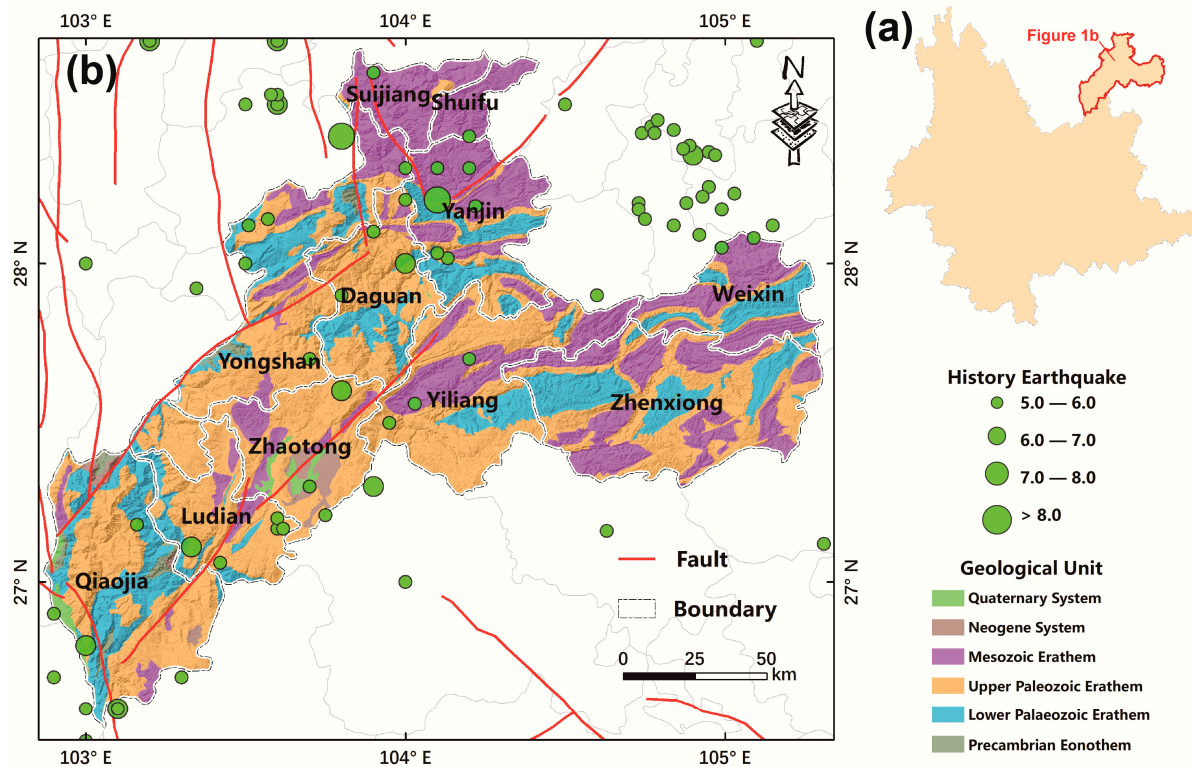 103° E
104° E
105° E
(a)
Figure 1b
(b)
N
Suijiang
Shuifu
Yanjin
28° N
28° N
Daguan
Weixin
Yongshan
Yiliang
Zhenxiong
Zhaotong
Ludian
Qiaojia
27° N
27° N
History Earthquake
5.0 — 6.0
6.0 — 7.0
7.0 — 8.0
> 8.0
Fault
Boundary
0 25 50
km
Geological Unit
Quaternary System
Neogene System
Mesozoic Erathem
Upper Paleozoic Erathem
Lower Palaeozoic Erathem
Precambrian Eonothem
103° E
104° E
105° E